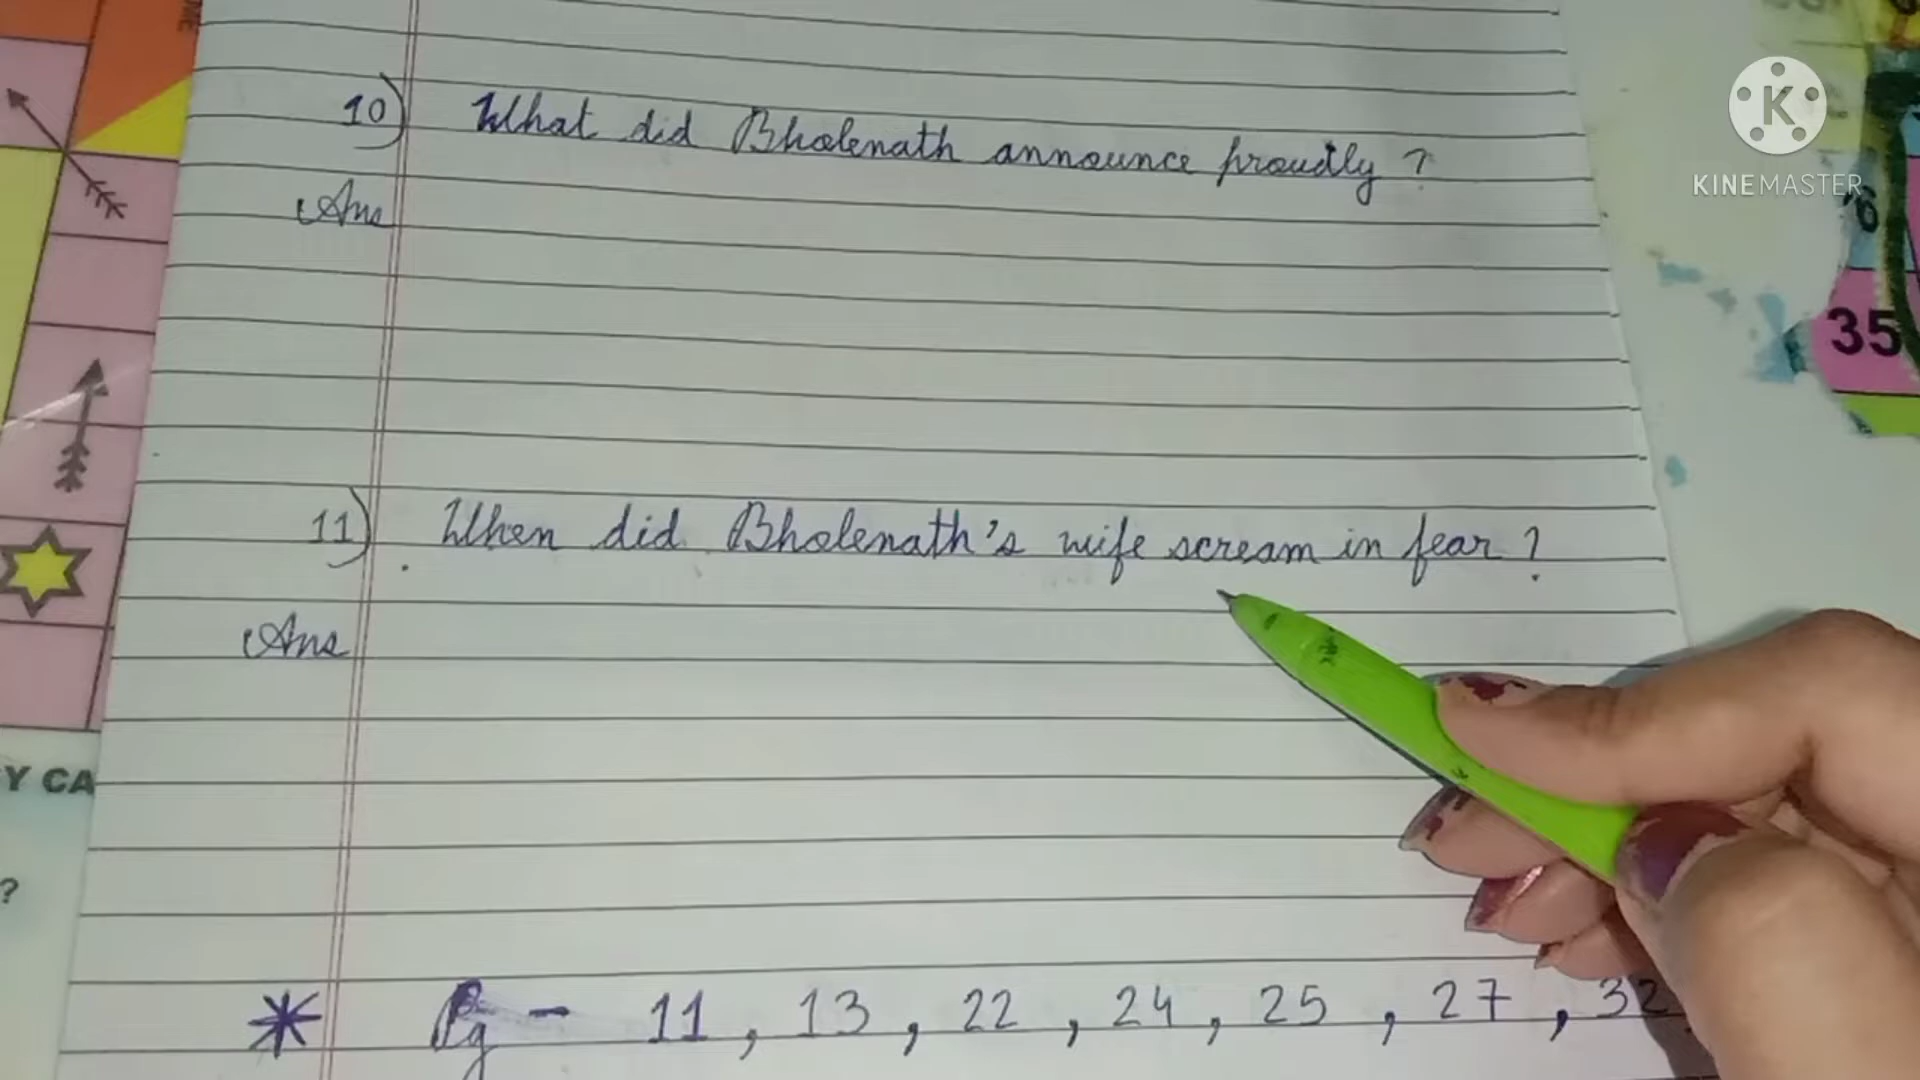 10) What did Bholenath announce proudly ?
Ans
11) When did Bholenath's wife scream in fear ?
Ans
* Pg - 11 , 13 , 22 , 24 , 25 , 27 , 32
K
KINEMASTER
35
Y CA
?